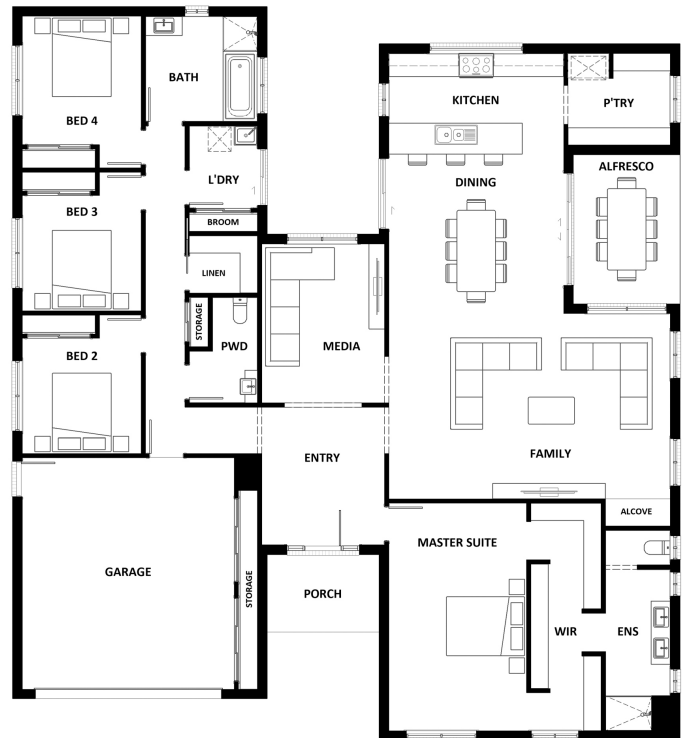 BATH
BED 4
KITCHEN
P'TRY
L'DRY
ALFRESCO
DINING
BED 3
BROOM
LINEN
STORAGE
PWD
MEDIA
BED 2
ENTRY
FAMILY
ALCOVE
MASTER SUITE
GARAGE
STORAGE
PORCH
WIR
ENS